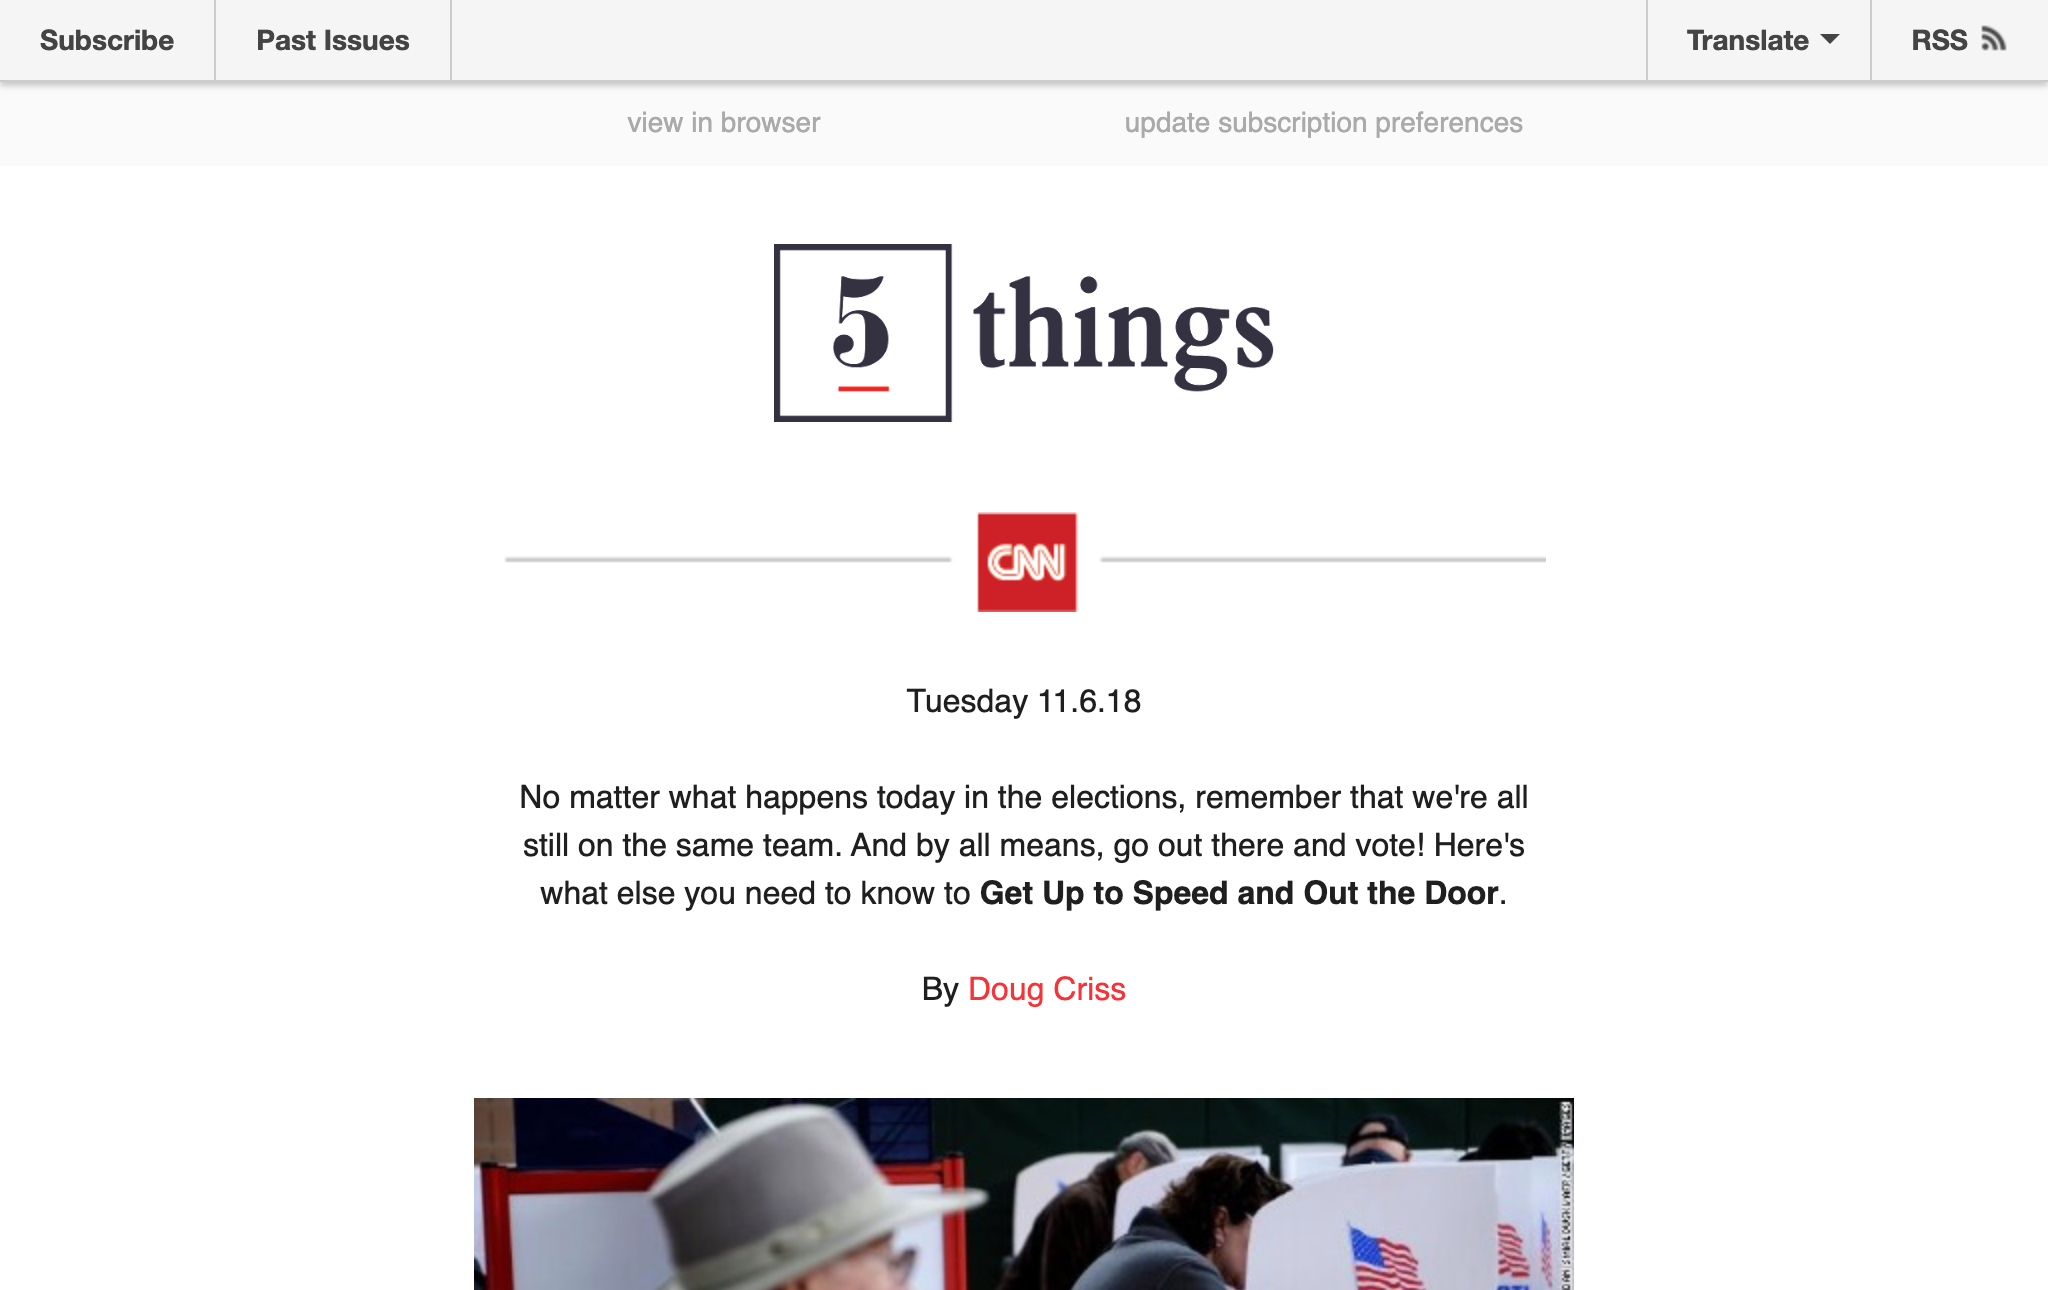 Subscribe
Past Issues
Translate
RSS
view in browser
update subscription preferences
5 things
CNN
Tuesday 11.6.18
No matter what happens today in the elections, remember that we're all
still on the same team. And by all means, go out there and vote! Here's
what else you need to know to Get Up to Speed and Out the Door.
By Doug Criss